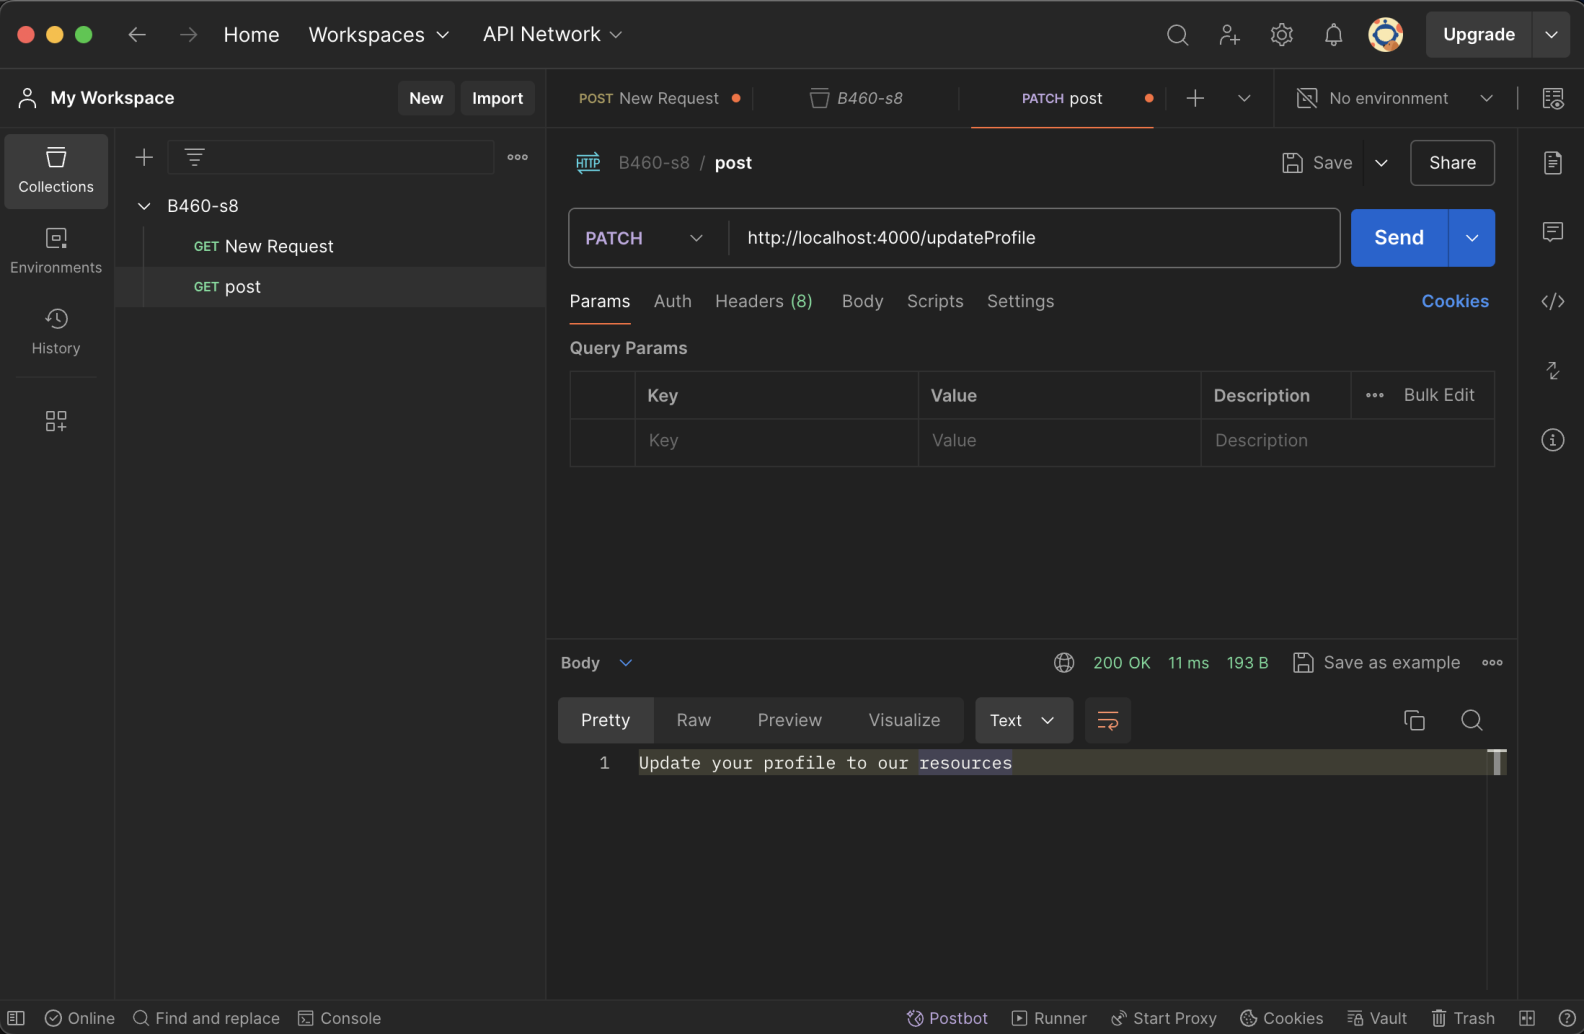 Home Workspaces API Network Upgrade
My Workspace New Import
POST New Request B460-s8 PATCH post No environment
Collections
Environments
History
B460-s8
GET New Request
GET post
HTTP B460-s8 / post Save Share
PATCH http://localhost:4000/updateProfile Send
Params Auth Headers (8) Body Scripts Settings Cookies
Query Params
Key Value Description Bulk Edit
Key Value Description
Body 200 OK 11 ms 193 B Save as example
Pretty Raw Preview Visualize Text
1 Update your profile to our resources
Online Find and replace Console Postbot Runner Start Proxy Cookies Vault Trash